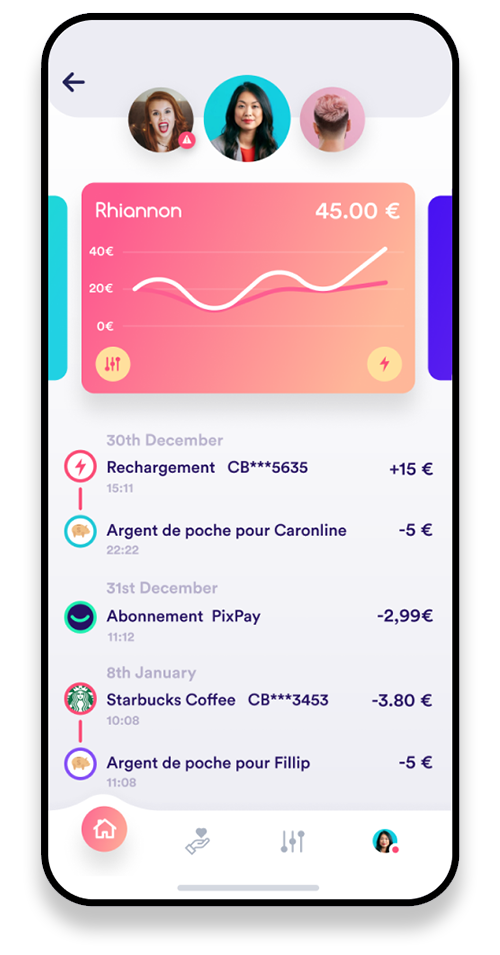 Rhiannon 45.00 €
40€
20€
0€
30th December
Rechargement CB***5635 +15 €
15:11
Argent de poche pour Caronline -5 €
22:22
31st December
Abonnement PixPay -2,99€
11:12
8th January
Starbucks Coffee CB***3453 -3.80 €
10:08
Argent de poche pour Fillip -5 €
11:08